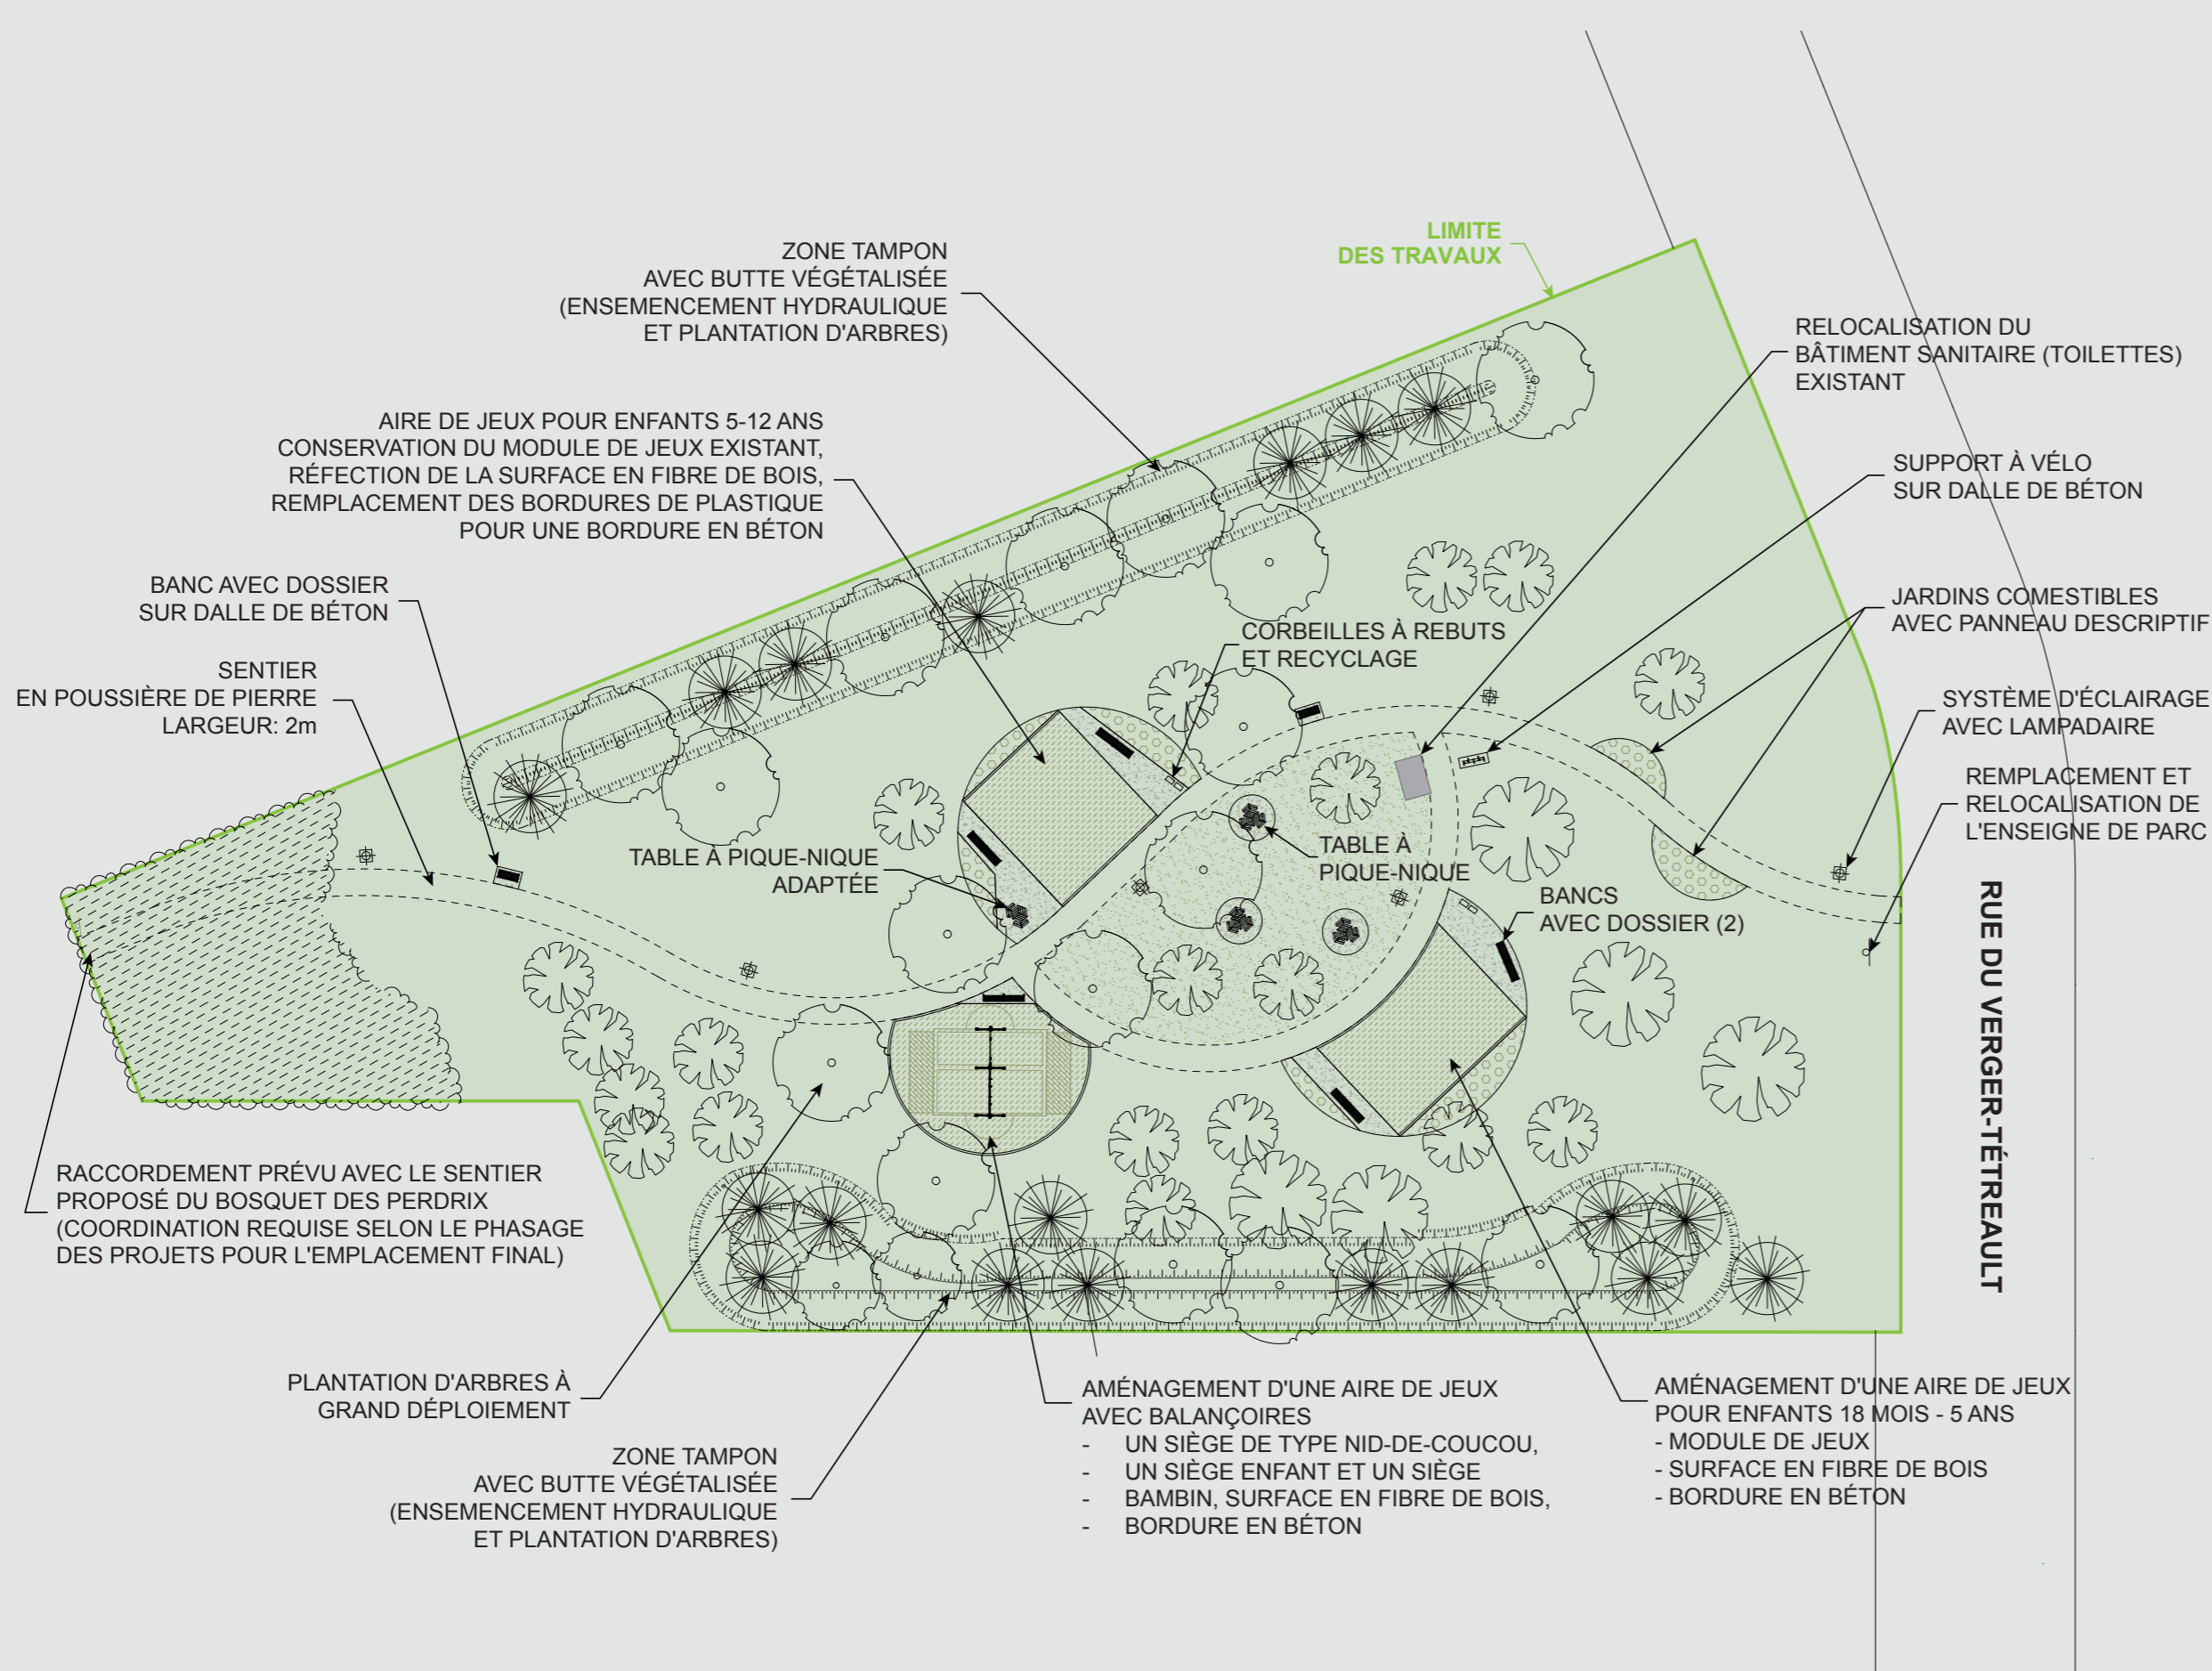 LIMITE
DES TRAVAUX
ZONE TAMPON
AVEC BUTTE VÉGÉTALISÉE
(ENSEMENCEMENT HYDRAULIQUE
ET PLANTATION D'ARBRES)
RELOCALISATION DU
BÂTIMENT SANITAIRE (TOILETTES)
EXISTANT
AIRE DE JEUX POUR ENFANTS 5-12 ANS
CONSERVATION DU MODULE DE JEUX EXISTANT,
RÉFECTION DE LA SURFACE EN FIBRE DE BOIS,
REMPLACEMENT DES BORDURES DE PLASTIQUE
POUR UNE BORDURE EN BÉTON
SUPPORT À VÉLO
SUR DALLE DE BÉTON
BANC AVEC DOSSIER
SUR DALLE DE BÉTON
JARDINS COMESTIBLES
AVEC PANNEAU DESCRIPTIF
CORBEILLES À REBUTS
ET RECYCLAGE
SENTIER
EN POUSSIÈRE DE PIERRE
LARGEUR: 2m
SYSTÈME D'ÉCLAIRAGE
AVEC LAMPADAIRE
REMPLACEMENT ET
RELOCALISATION DE
L'ENSEIGNE DE PARC
TABLE À PIQUE-NIQUE
ADAPTÉE
TABLE À
PIQUE-NIQUE
BANCS
AVEC DOSSIER (2)
RUE DU VERGER-TÉTREAULT
RACCORDEMENT PRÉVU AVEC LE SENTIER
PROPOSÉ DU BOSQUET DES PERDRIX
(COORDINATION REQUISE SELON LE PHASAGE
DES PROJETS POUR L'EMPLACEMENT FINAL)
PLANTATION D'ARBRES À
GRAND DÉPLOIEMENT
ZONE TAMPON
AVEC BUTTE VÉGÉTALISÉE
(ENSEMENCEMENT HYDRAULIQUE
ET PLANTATION D'ARBRES)
AMÉNAGEMENT D'UNE AIRE DE JEUX
AVEC BALANÇOIRES
- UN SIÈGE DE TYPE NID-DE-COUCOU,
- UN SIÈGE ENFANT ET UN SIÈGE
- BAMBIN, SURFACE EN FIBRE DE BOIS,
- BORDURE EN BÉTON
AMÉNAGEMENT D'UNE AIRE DE JEUX
POUR ENFANTS 18 MOIS - 5 ANS
- MODULE DE JEUX
- SURFACE EN FIBRE DE BOIS
- BORDURE EN BÉTON